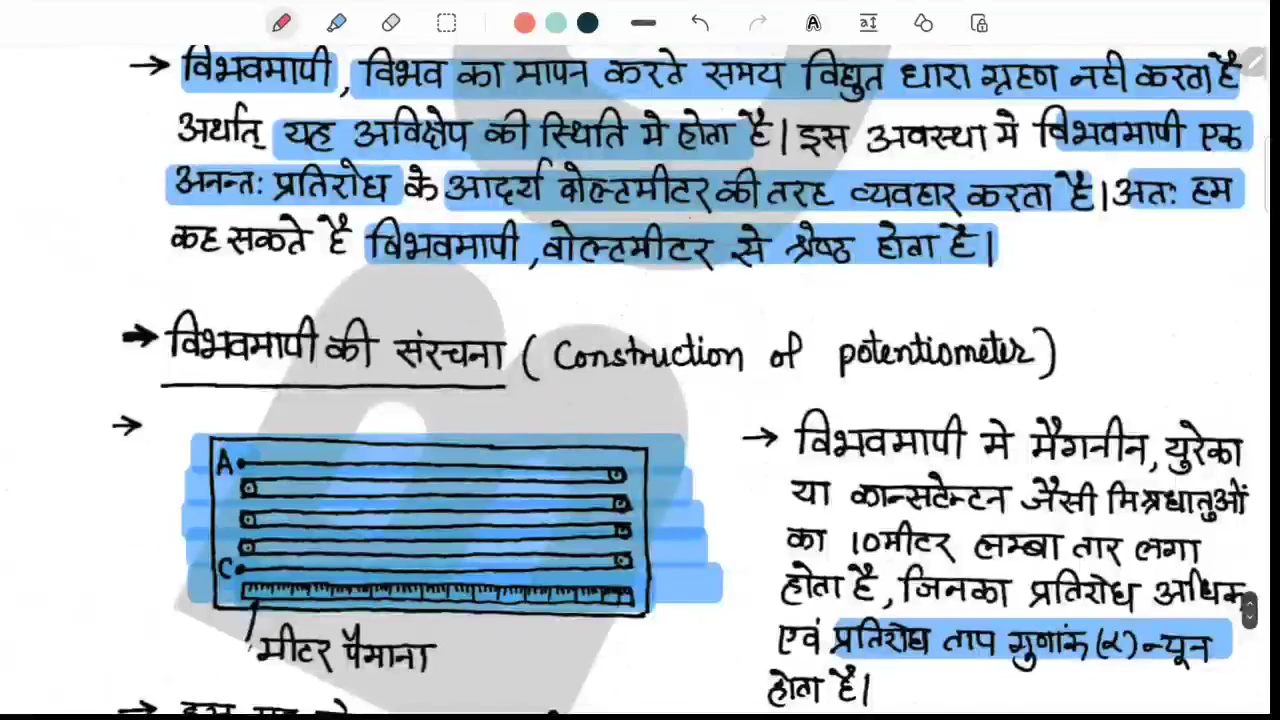 → विभवमापी, विभव का मापन करते समय विद्युत धारा ग्रहण नही करता है
अर्थात् यह अविक्षेप की स्थिति मे होता है। इस अवस्था मे विभवमापी एक
अनन्तः प्रतिरोध के आदर्श वोल्टमीटर की तरह व्यवहार करता है। अतः हम
कह सकते है विभवमापी, वोल्टमीटर से श्रेष्ठ होता है।
→ विभवमापी की संरचना (Construction of potentiometer)
→
A
C
मीटर पैमाना
→ विभवमापी मे मैगनीन, युरेका
या कान्सटेन्टन जैसी मिश्रधातुओं
का 10मीटर लम्बा तार लगा
होता है, जिनका प्रतिरोध अधिक
एवं प्रतिरोध ताप गुणांक (α) न्यून
होता है।